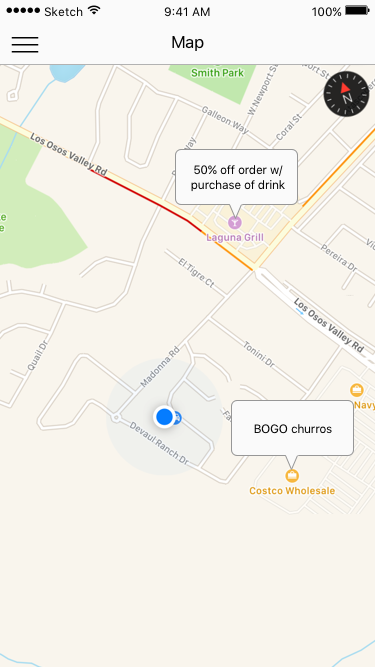 Sketch
9:41 AM
100%
Map
Smith Park
W.Newport S
Galleon Way
Coral St
Way
N
Los Osos Valley Rd
50% off order w/
purchase of drink
Laguna Grill
El Tigre Ct
Pereira Dr
Los Osos Valley Rd
Quail Dr
Madonna Rd
Tonini Dr
Navy
Devaul Ranch Dr
BOGO churros
Costco Wholesale